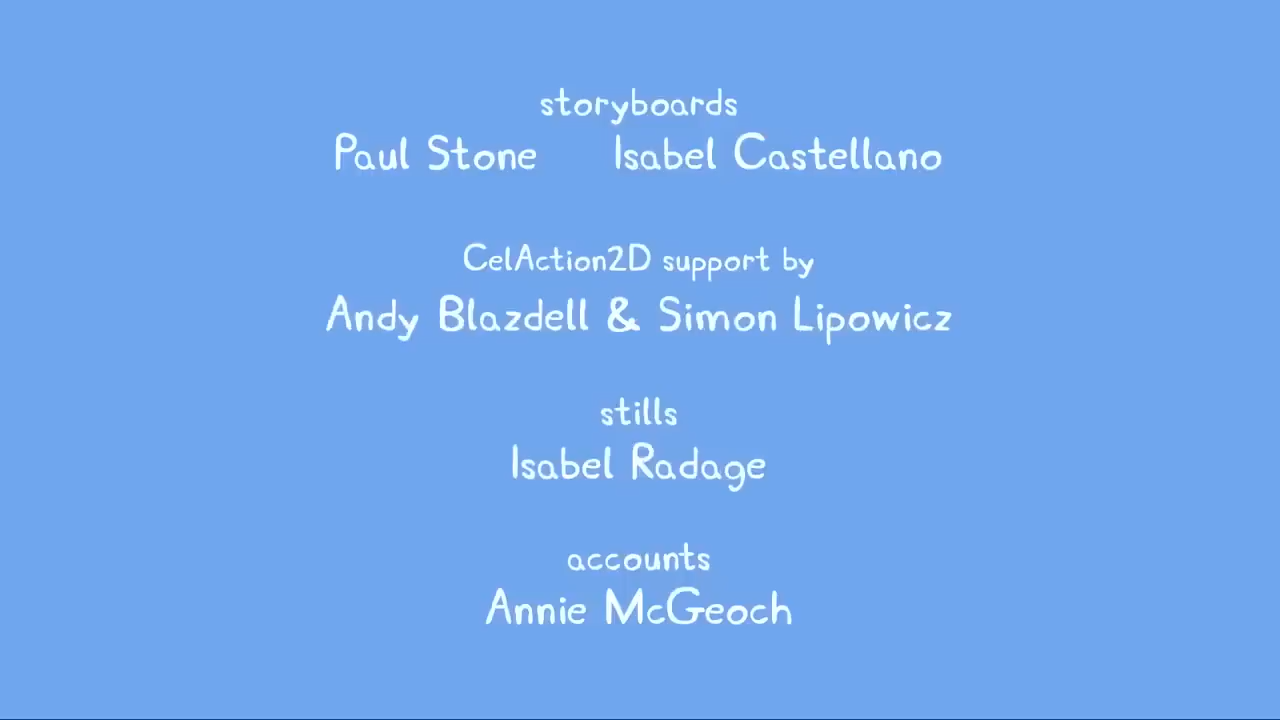 storyboards
Paul Stone Isabel Castellano
CelAction2D support by
Andy Blazdell & Simon Lipowicz
stills
Isabel Radage
accounts
Annie McGeoch